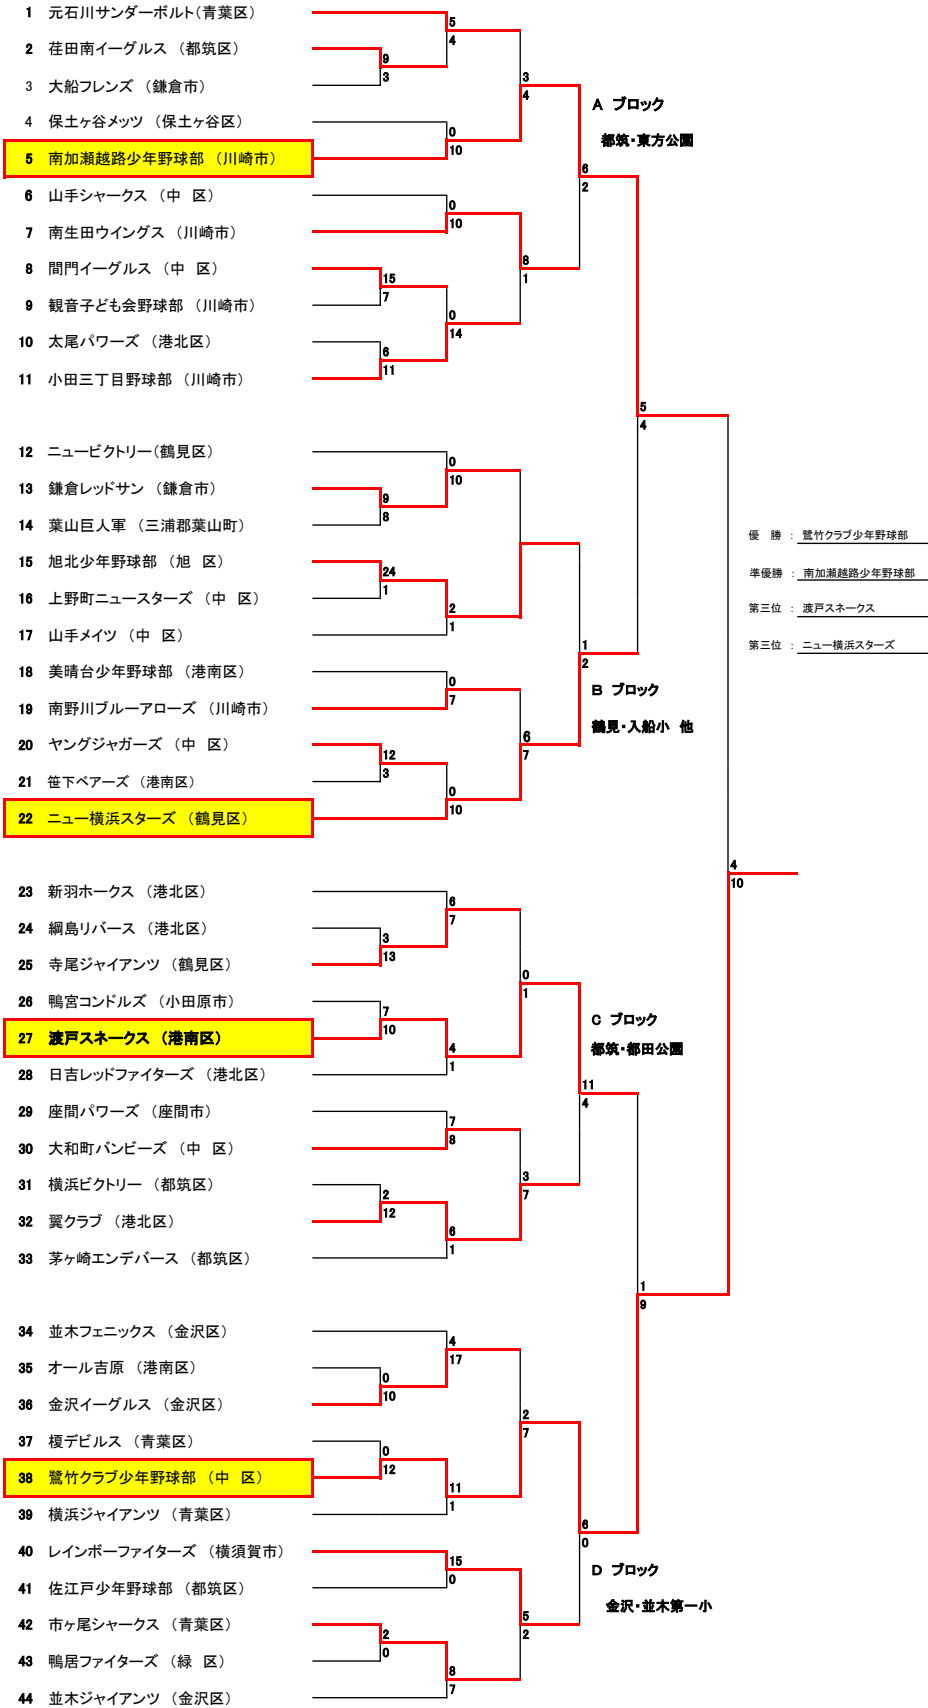 1 元石川サンダーボルト(青葉区)
5
2 荏田南イーグルス (都筑区)
4
9
3 大船フレンズ (鎌倉市)
3
3
4
A ブロック
4 保土ヶ谷メッツ (保土ヶ谷区)
0
都筑・東方公園
5 南加瀬越路少年野球部 (川崎市)
10
6
2
6 山手シャークス (中 区)
0
7 南生田ウイングス (川崎市)
10
8 間門イーグルス (中 区)
8
15
1
9 観音子ども会野球部 (川崎市)
7
0
14
10 太尾パワーズ (港北区)
6
11 小田三丁目野球部 (川崎市)
11
5
4
12 ニュービクトリー(鶴見区)
0
10
13 鎌倉レッドサン (鎌倉市)
9
14 葉山巨人軍 (三浦郡葉山町)
8
優 勝 : 鷺竹クラブ少年野球部
15 旭北少年野球部 (旭 区)
24
準優勝 : 南加瀬越路少年野球部
16 上野町ニュースターズ (中 区)
1
2
第三位 : 渡戸スネークス
17 山手メイツ (中 区)
1
1
第三位 : ニュー横浜スターズ
2
18 美晴台少年野球部 (港南区)
0
B ブロック
19 南野川ブルーアローズ (川崎市)
7
鶴見・入船小 他
20 ヤングジャガーズ (中 区)
6
12
7
21 笹下ベアーズ (港南区)
3
0
22 ニュー横浜スターズ (鶴見区)
10
4
10
23 新羽ホークス (港北区)
6
7
24 綱島リバース (港北区)
3
25 寺尾ジャイアンツ (鶴見区)
13
0
1
26 鴨宮コンドルズ (小田原市)
7
C ブロック
27 渡戸スネークス (港南区)
10
4
都筑・都田公園
28 日吉レッドファイターズ (港北区)
1
11
4
29 座間パワーズ (座間市)
7
30 大和町バンビーズ (中 区)
8
31 横浜ビクトリー (都筑区)
3
2
7
32 翼クラブ (港北区)
12
6
33 茅ヶ崎エンデバース (都筑区)
1
1
9
34 並木フェニックス (金沢区)
4
17
35 オール吉原 (港南区)
0
36 金沢イーグルス (金沢区)
10
2
7
37 榎デビルス (青葉区)
0
38 鷺竹クラブ少年野球部 (中 区)
12
11
39 横浜ジャイアンツ (青葉区)
1
6
0
40 レインボーファイターズ (横須賀市)
15
D ブロック
41 佐江戸少年野球部 (都筑区)
0
金沢・並木第一小
42 市ヶ尾シャークス (青葉区)
5
2
2
43 鴨居ファイターズ (緑 区)
0
8
44 並木ジャイアンツ (金沢区)
7